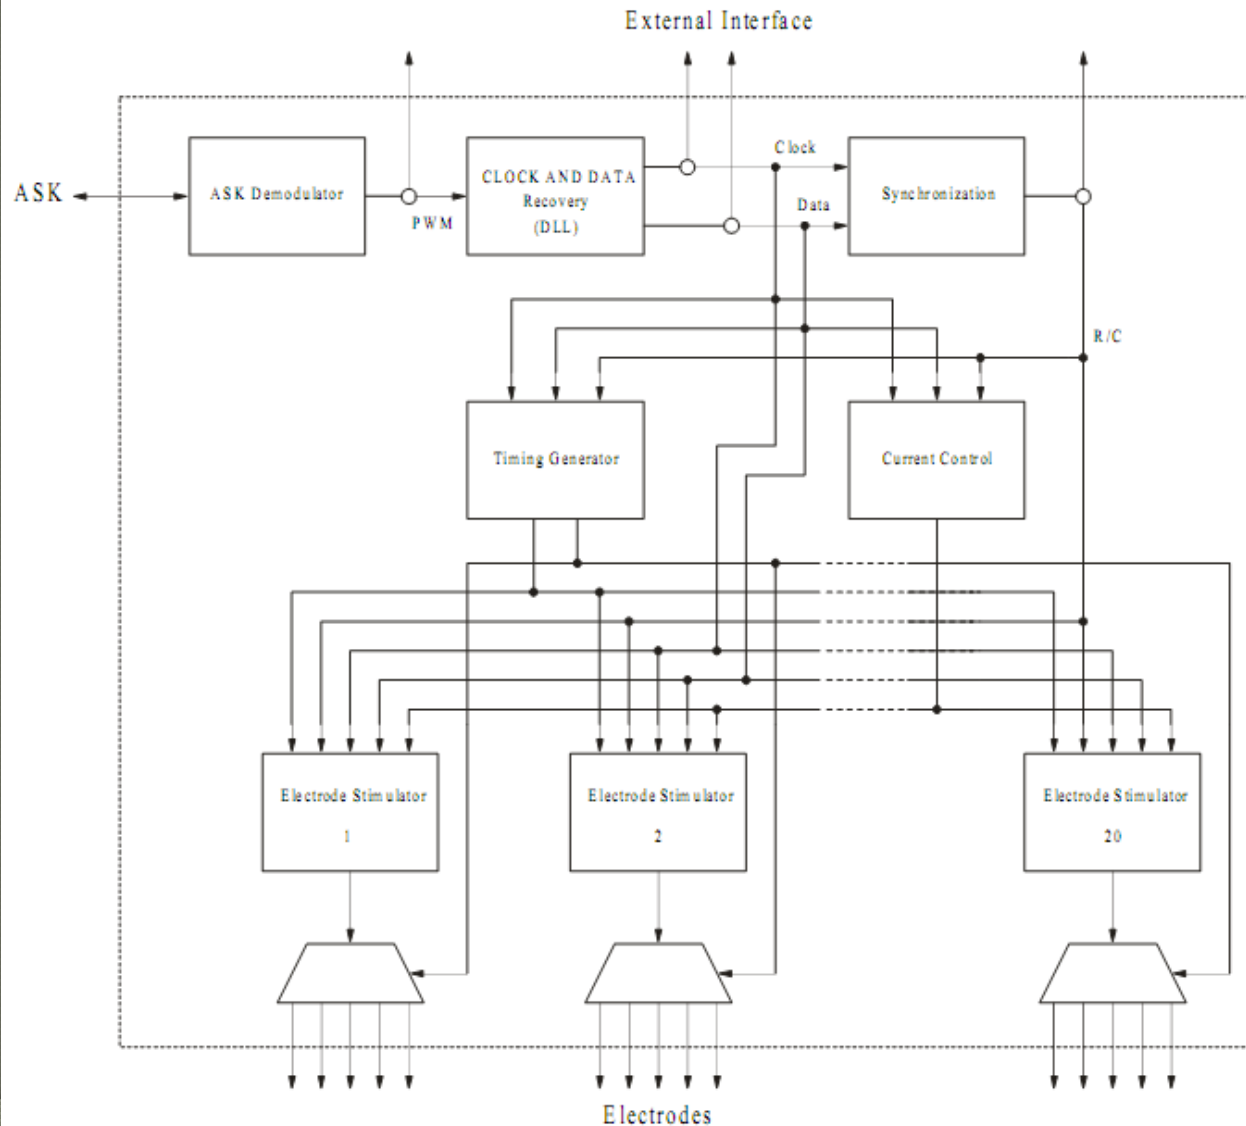 External Interface
ASK
ASK Demodulator
PWM
CLOCK AND DATA
Recovery
(DLL)
Clock
Data
Synchronization
R/C
Timing Generator
Current Control
Electrode Stimulator
1
Electrode Stimulator
2
Electrode Stimulator
20
Electrodes